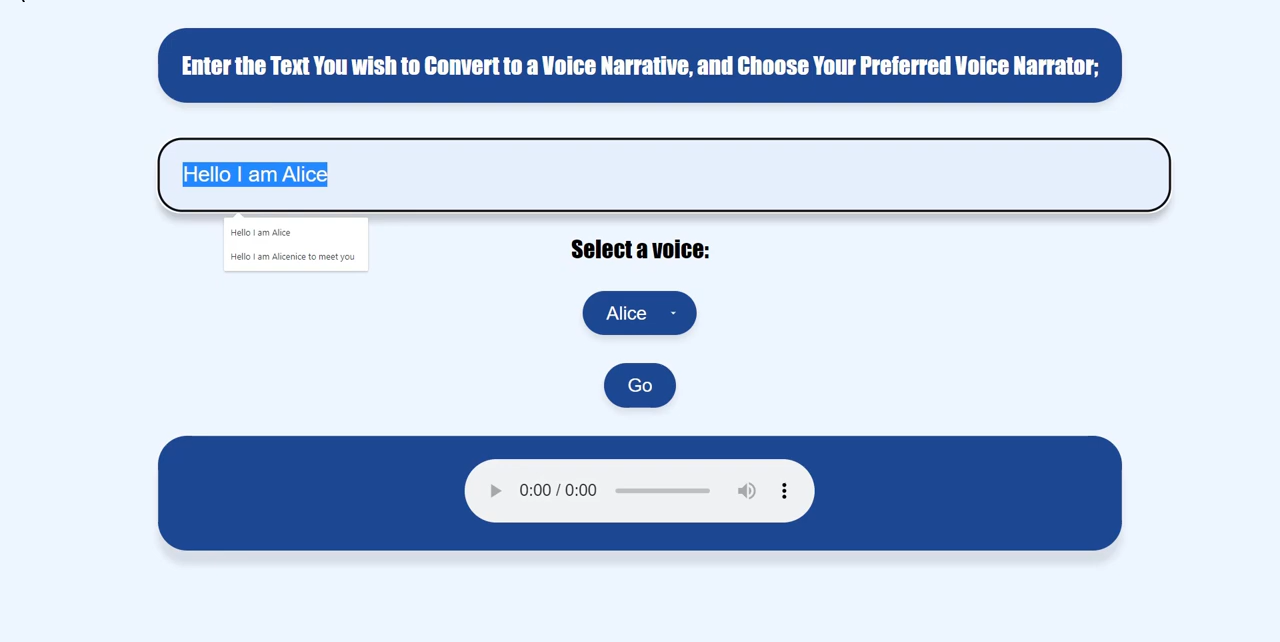 Enter the Text You wish to Convert to a Voice Narrative, and Choose Your Preferred Voice Narrator;
Hello I am Alice
Hello I am Alice
Hello I am Alicenice to meet you
Select a voice:
Alice
Go
0:00 / 0:00